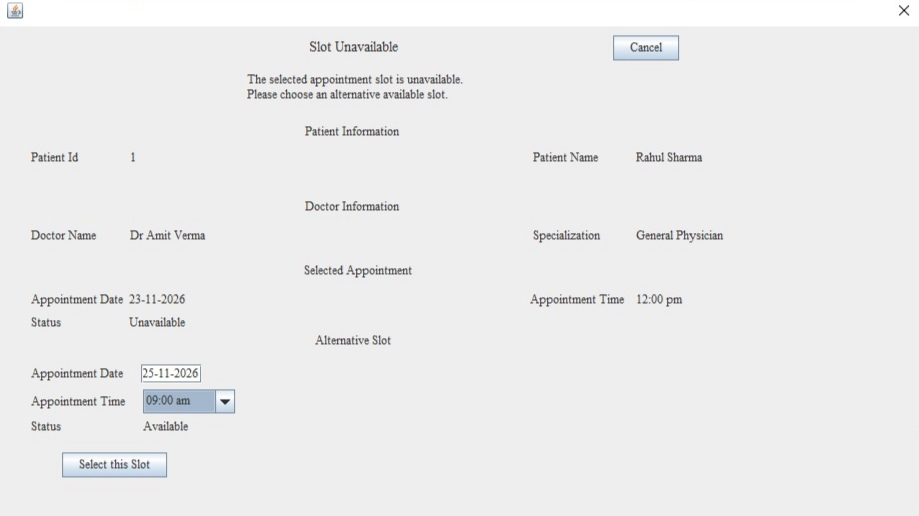 Slot Unavailable
Cancel
The selected appointment slot is unavailable.
Please choose an alternative available slot.
Patient Information
Patient Id 1 Patient Name Rahul Sharma
Doctor Information
Doctor Name Dr Amit Verma Specialization General Physician
Selected Appointment
Appointment Date 23-11-2026 Appointment Time 12:00 pm
Status Unavailable
Alternative Slot
Appointment Date 25-11-2026
Appointment Time 09:00 am
Status Available
Select this Slot